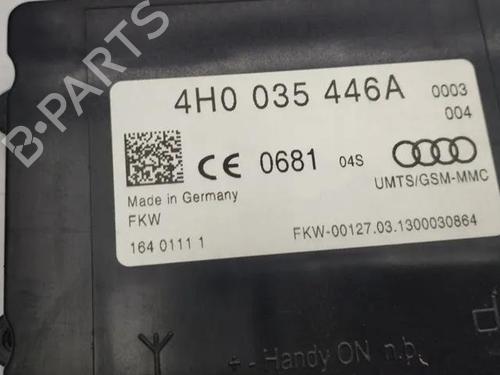 B-PARTS
4H0 035 446A 0003
004
CE 0681 04S
UMTS/GSM-MMC
Made in Germany
FKW
FKW-00127.03.1300030864
164 0111 1
+ - Handy ON n.b.